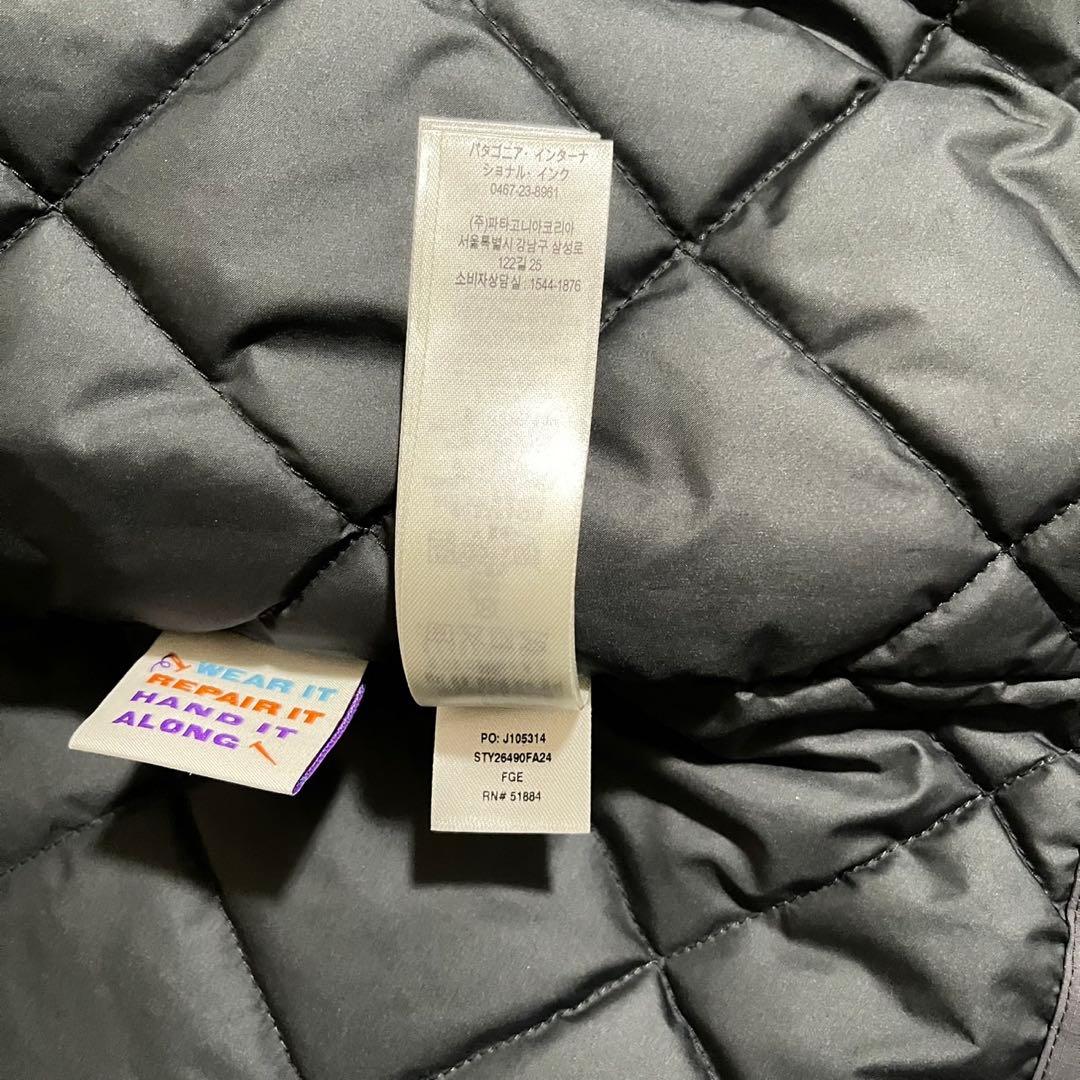 パタゴニア・インターナ
ショナル・インク
0467-23-8961
(주)파타고니아코리아
서울특별시 강남구 삼성로
122길 25
소비자상담실 : 1544-1876
WEAR IT
REPAIR IT
HAND IT
ALONG
PO: J105314
STY26490FA24
FGE
RN# 51884